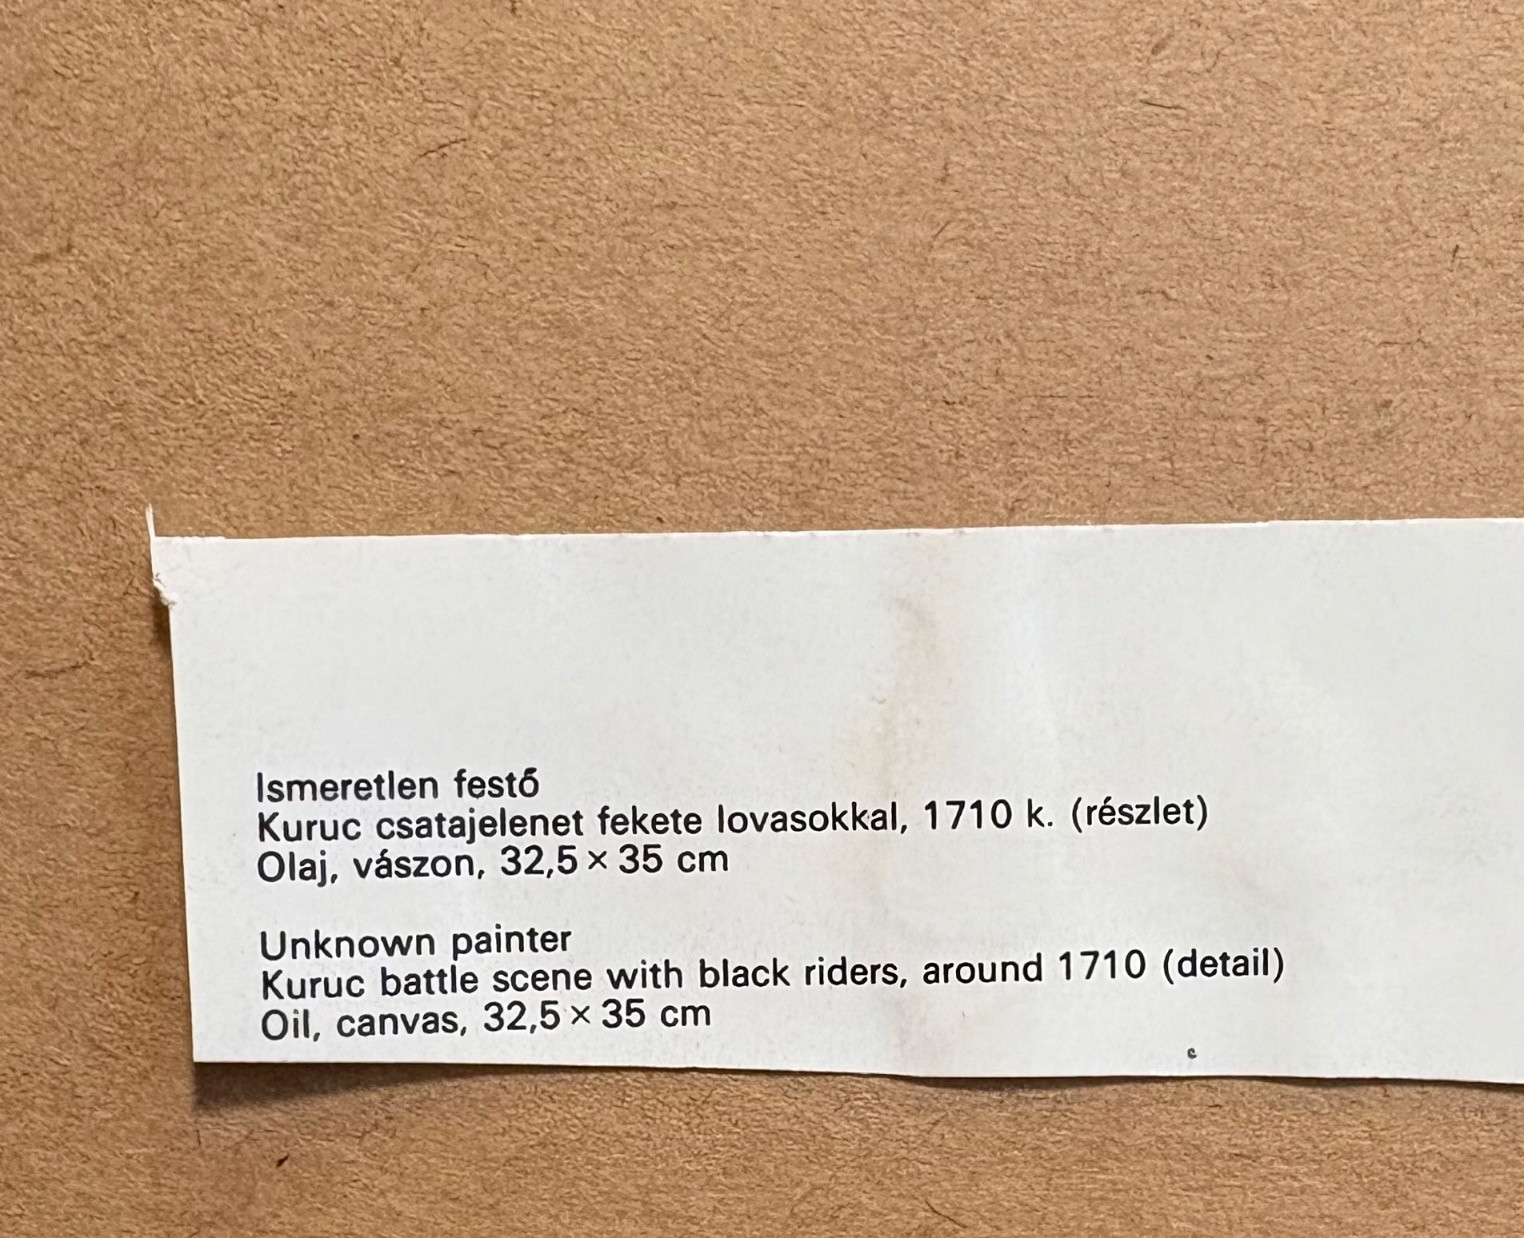 Ismeretlen festő
Kuruc csatajelenet fekete lovasokkal, 1710 k. (részlet)
Olaj, vászon, 32,5 × 35 cm
Unknown painter
Kuruc battle scene with black riders, around 1710 (detail)
Oil, canvas, 32,5 × 35 cm